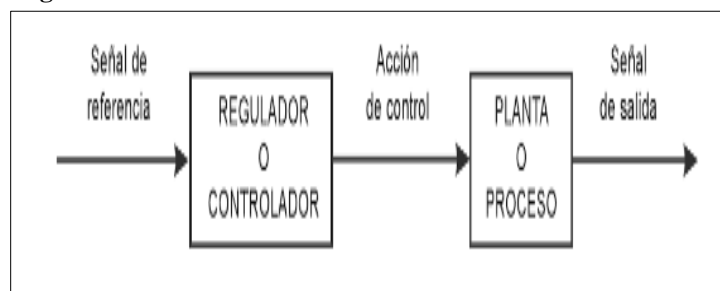 Señal de
referencia
REGULADOR
O
CONTROLADOR
Acción
de control
PLANTA
O
PROCESO
Señal
de salida